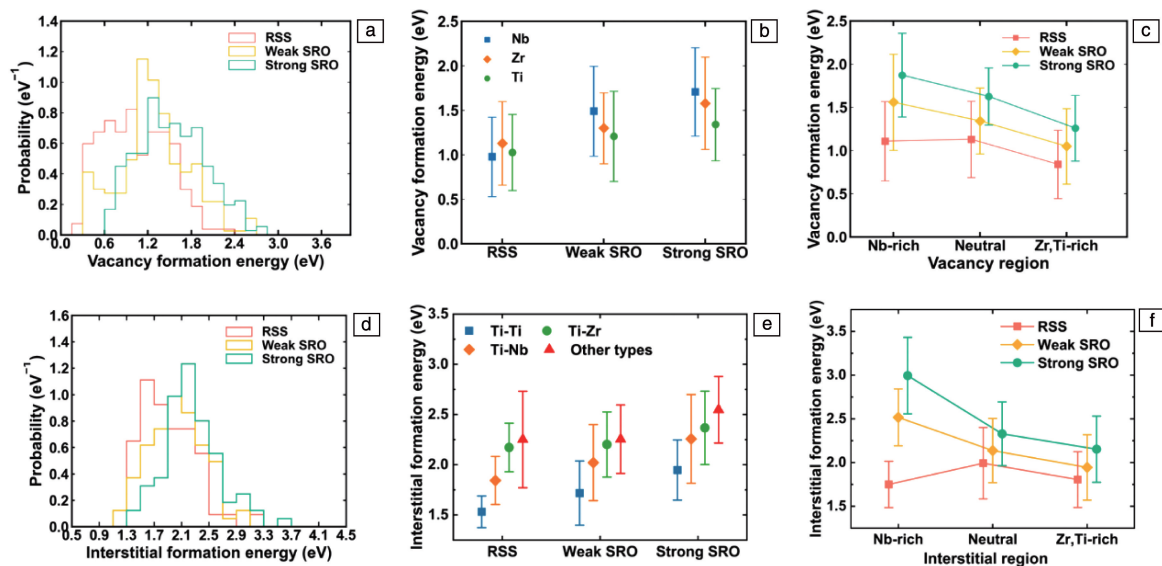 a
Probability (eV⁻¹)
1.4
1.2
1.0
0.8
0.6
0.4
0.2
0.0
RSS
Weak SRO
Strong SRO
0.0 0.6 1.2 1.8 2.4 3.0 3.6
Vacancy formation energy (eV)
b
Vacancy formation energy (eV)
2.5
2.0
1.5
1.0
0.5
0.0
Nb
Zr
Ti
RSS Weak SRO Strong SRO
c
Vacancy formation energy (eV)
2.5
2.0
1.5
1.0
0.5
0.0
RSS
Weak SRO
Strong SRO
Nb-rich Neutral Zr,Ti-rich
Vacancy region
d
Probability (eV⁻¹)
1.6
1.4
1.2
1.0
0.8
0.6
0.4
0.2
0.0
RSS
Weak SRO
Strong SRO
0.5 0.9 1.3 1.7 2.1 2.5 2.9 3.3 3.7 4.1 4.5
Interstitial formation energy (eV)
e
Interstitial formation energy (eV)
3.5
3.0
2.5
2.0
1.5
Ti-Ti Ti-Zr
Ti-Nb Other types
RSS Weak SRO Strong SRO
f
Interstitial formation energy (eV)
3.5
3.0
2.5
2.0
1.5
RSS
Weak SRO
Strong SRO
Nb-rich Neutral Zr,Ti-rich
Interstitial region